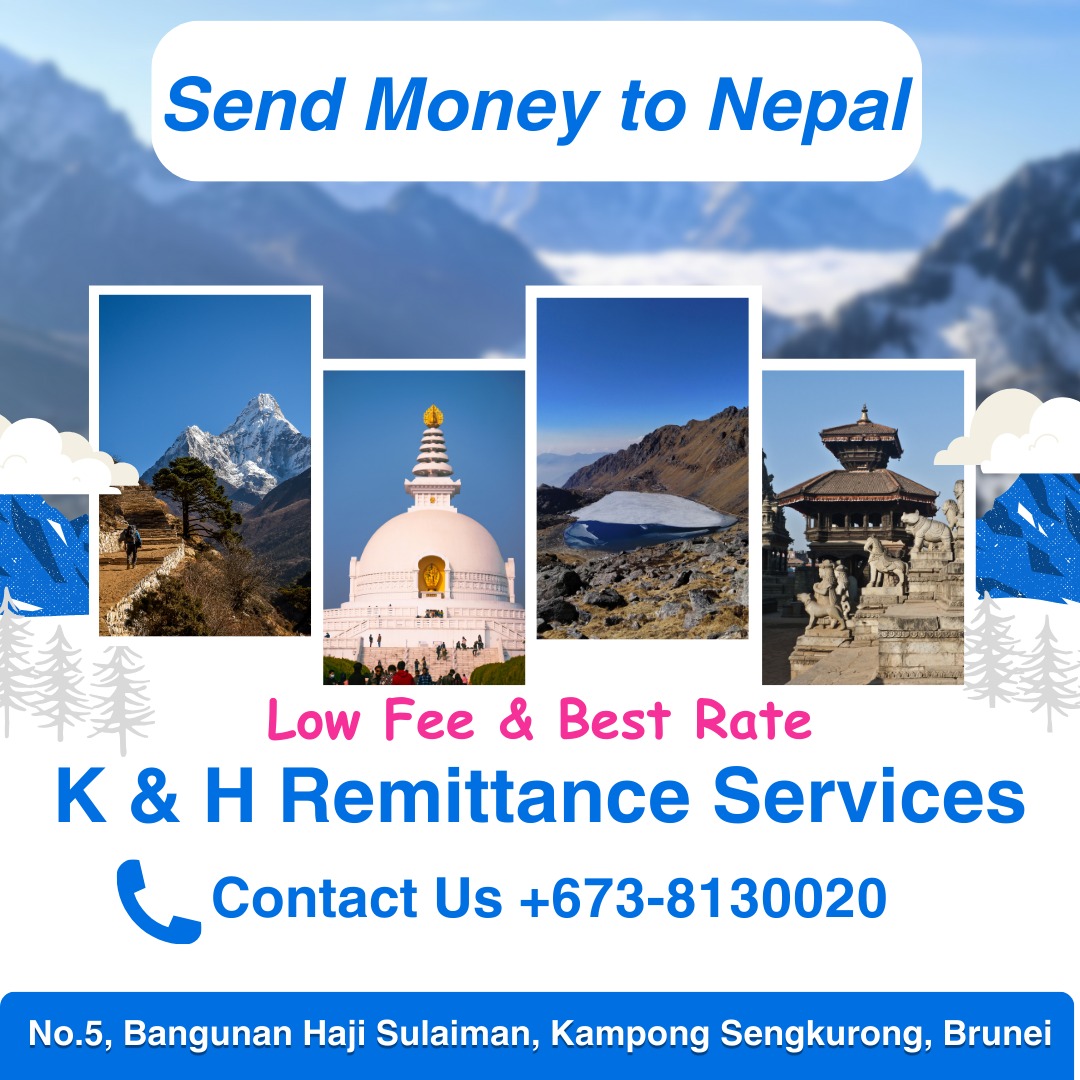 Send Money to Nepal
Low Fee & Best Rate
K & H Remittance Services
Contact Us +673-8130020
No.5, Bangunan Haji Sulaiman, Kampong Sengkurong, Brunei